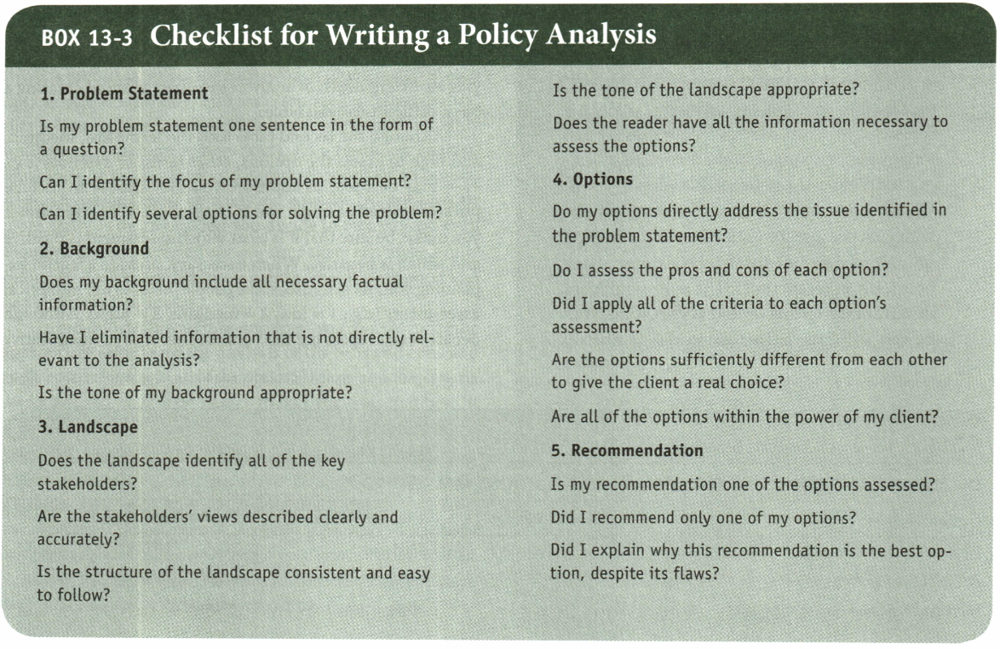 BOX 13-3 Checklist for Writing a Policy Analysis
1. Problem Statement
Is my problem statement one sentence in the form of
a question?
Can I identify the focus of my problem statement?
Can I identify several options for solving the problem?
2. Background
Does my background include all necessary factual
information?
Have I eliminated information that is not directly rel-
evant to the analysis?
Is the tone of my background appropriate?
3. Landscape
Does the landscape identify all of the key
stakeholders?
Are the stakeholders' views described clearly and
accurately?
Is the structure of the landscape consistent and easy
to follow?
Is the tone of the landscape appropriate?
Does the reader have all the information necessary to
assess the options?
4. Options
Do my options directly address the issue identified in
the problem statement?
Do I assess the pros and cons of each option?
Did I apply all of the criteria to each option's
assessment?
Are the options sufficiently different from each other
to give the client a real choice?
Are all of the options within the power of my client?
5. Recommendation
Is my recommendation one of the options assessed?
Did I recommend only one of my options?
Did I explain why this recommendation is the best op-
tion, despite its flaws?